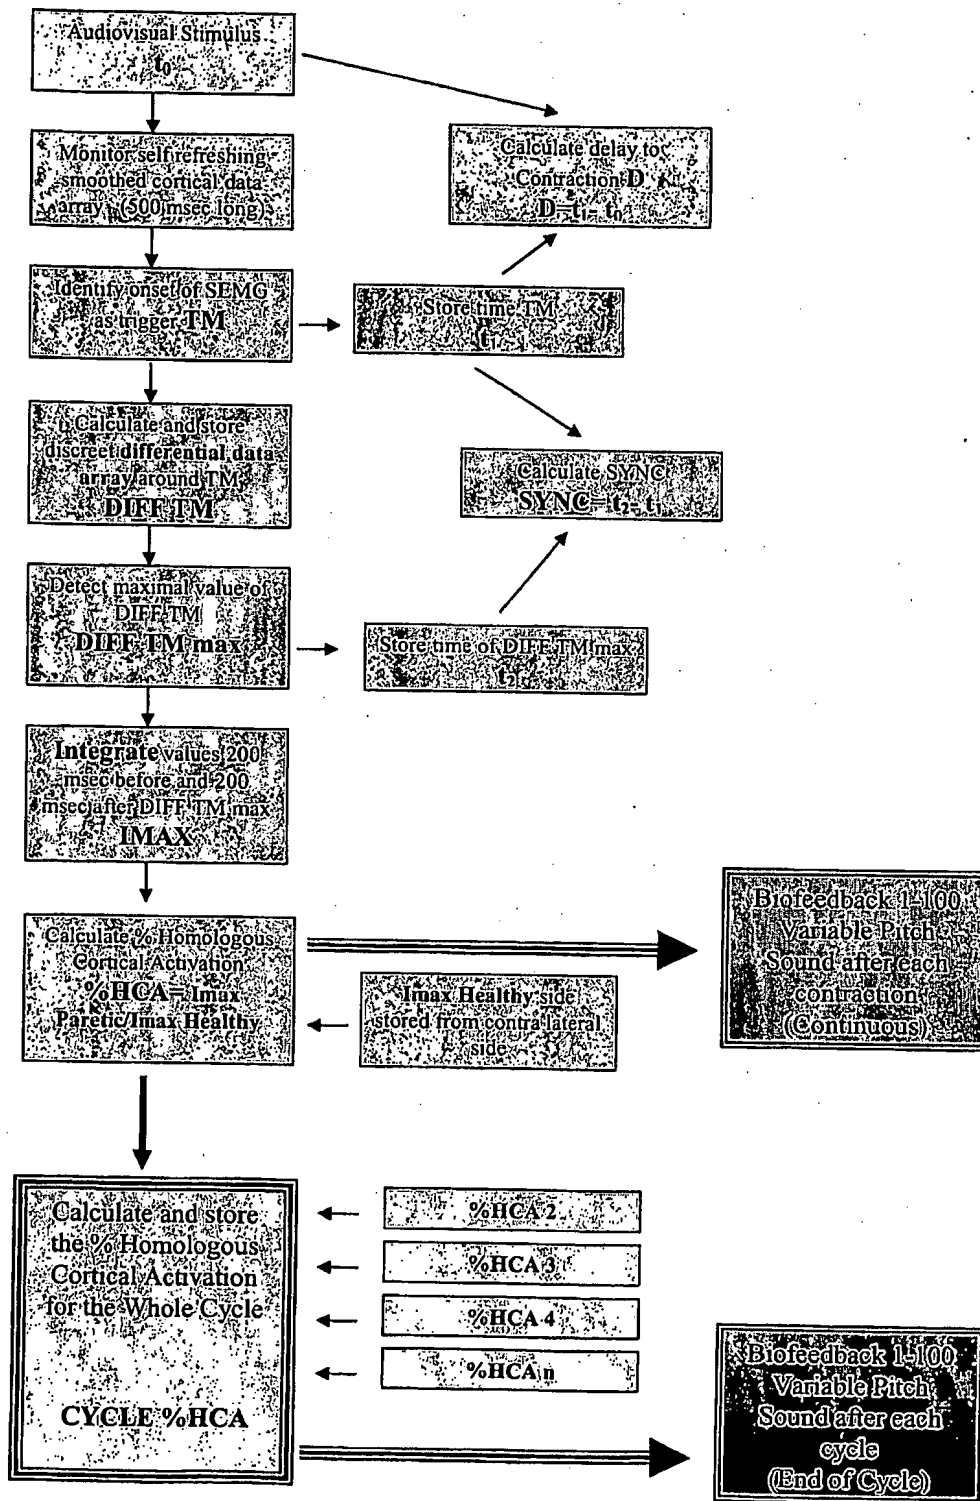 Audiovisual Stimulus
t₀
Monitor self refreshing
smoothed cortical data
array (500 msec long)
Calculate delay to
Contraction D
D=t₁- t₀
Identify onset of SEMG
as trigger TM
Store time TM
t₁
Calculate and store
discreet differential data
array around TM
DIFF TM
Calculate SYNC
SYNC=t₂- t₁
Detect maximal value of
DIFF TM
DIFF TM max
Store time of DIFF TM max
t₂
Integrate values 200
msec before and 200
msec after DIFF TM max
IMAX
Calculate % Homologous
Cortical Activation
%HCA= Imax
Paretic/Imax Healthy
Imax Healthy side
stored from contra lateral
side
Biofeedback 1-100
Variable Pitch
Sound after each
contraction
(Continuous)
Calculate and store
the % Homologous
Cortical Activation
for the Whole Cycle
CYCLE %HCA
%HCA 2
%HCA 3
%HCA 4
%HCA n
Biofeedback 1-100
Variable Pitch
Sound after each
cycle
(End of Cycle)